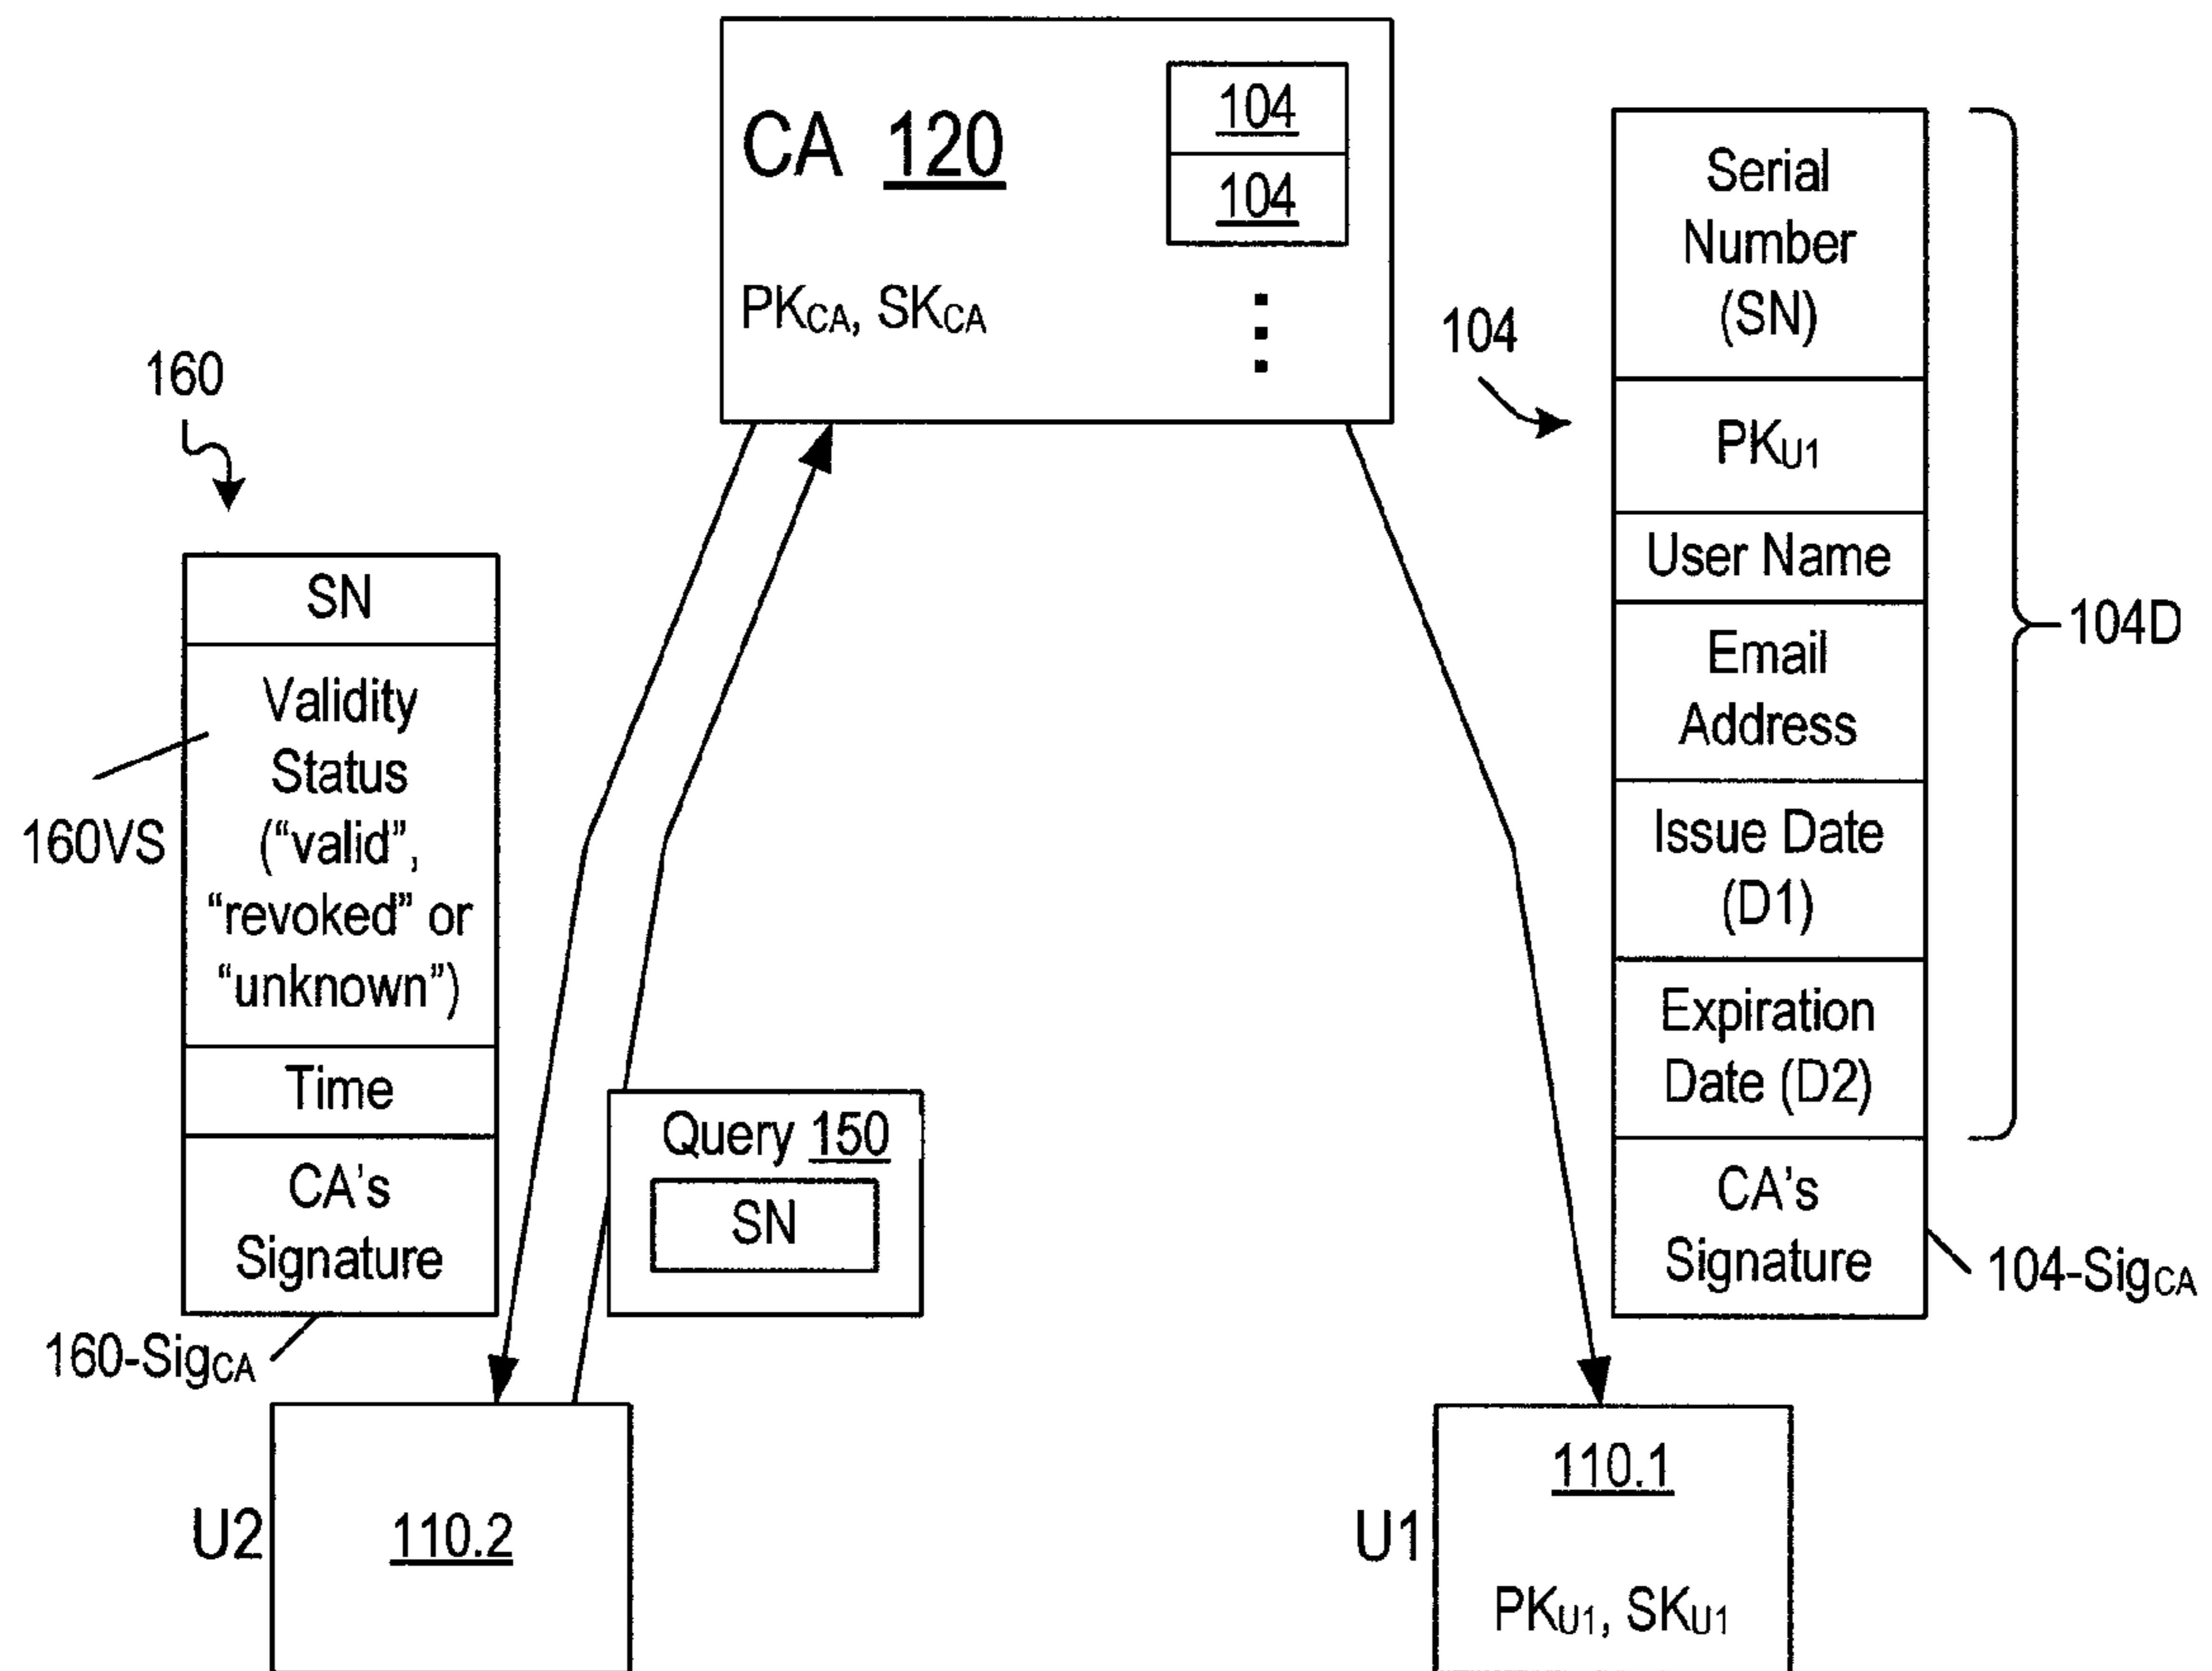 CA 120
104
104
PKCA, SKCA
160
SN
Validity
Status
(“valid”,
“revoked” or
“unknown”)
Time
CA’s
Signature
160VS
160-SigCA
Query 150
SN
104
Serial
Number
(SN)
PKU1
User Name
Email
Address
Issue Date
(D1)
Expiration
Date (D2)
CA’s
Signature
104D
104-SigCA
U2
110.2
U1
110.1
PKU1, SKU1